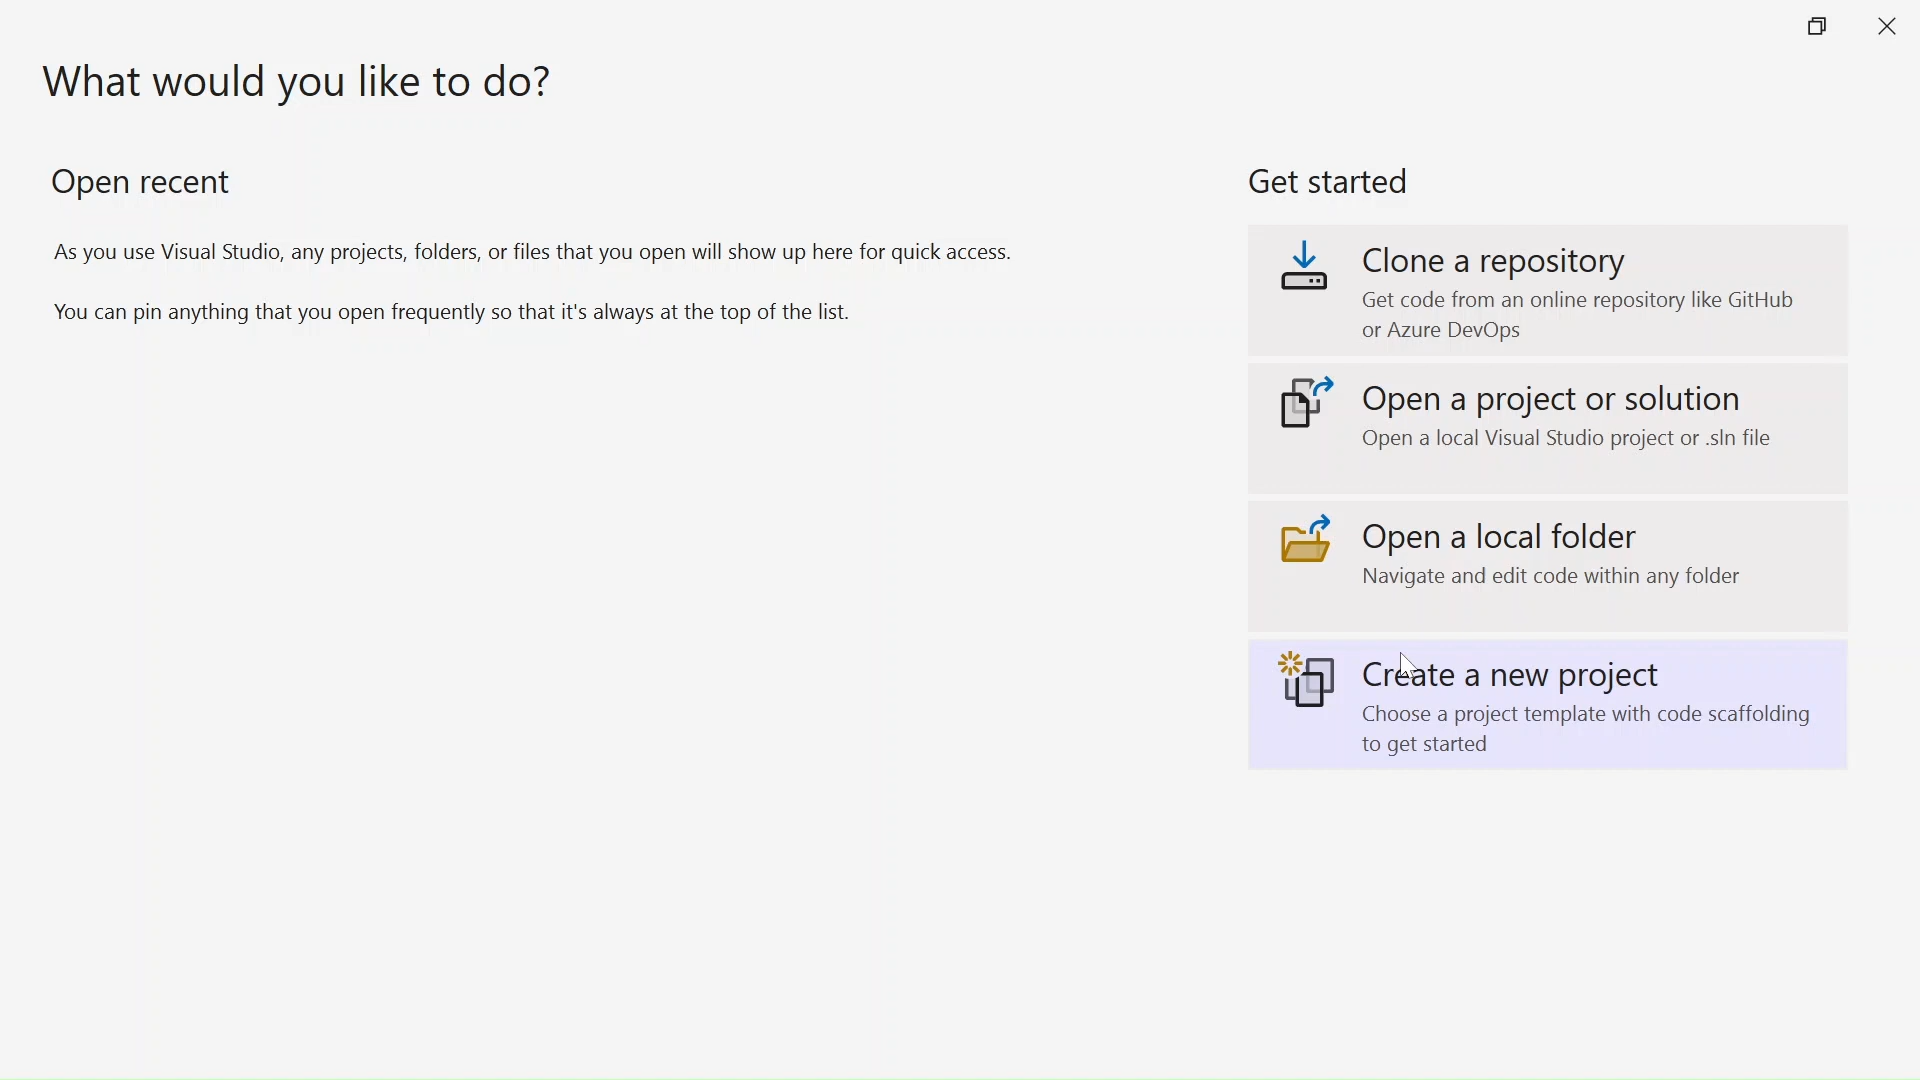 What would you like to do?
Open recent
As you use Visual Studio, any projects, folders, or files that you open will show up here for quick access.
You can pin anything that you open frequently so that it's always at the top of the list.
Get started
Clone a repository
Get code from an online repository like GitHub
or Azure DevOps
Open a project or solution
Open a local Visual Studio project or .sln file
Open a local folder
Navigate and edit code within any folder
Create a new project
Choose a project template with code scaffolding
to get started